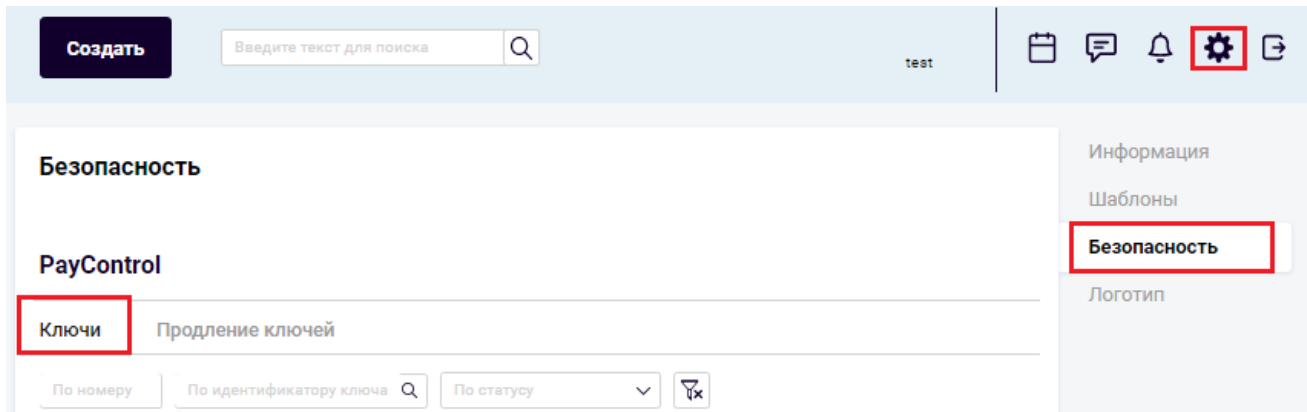 Создать
Введите текст для поиска
test
Безопасность
PayControl
Ключи
Продление ключей
По номеру
По идентификатору ключа
По статусу
Информация
Шаблоны
Безопасность
Логотип